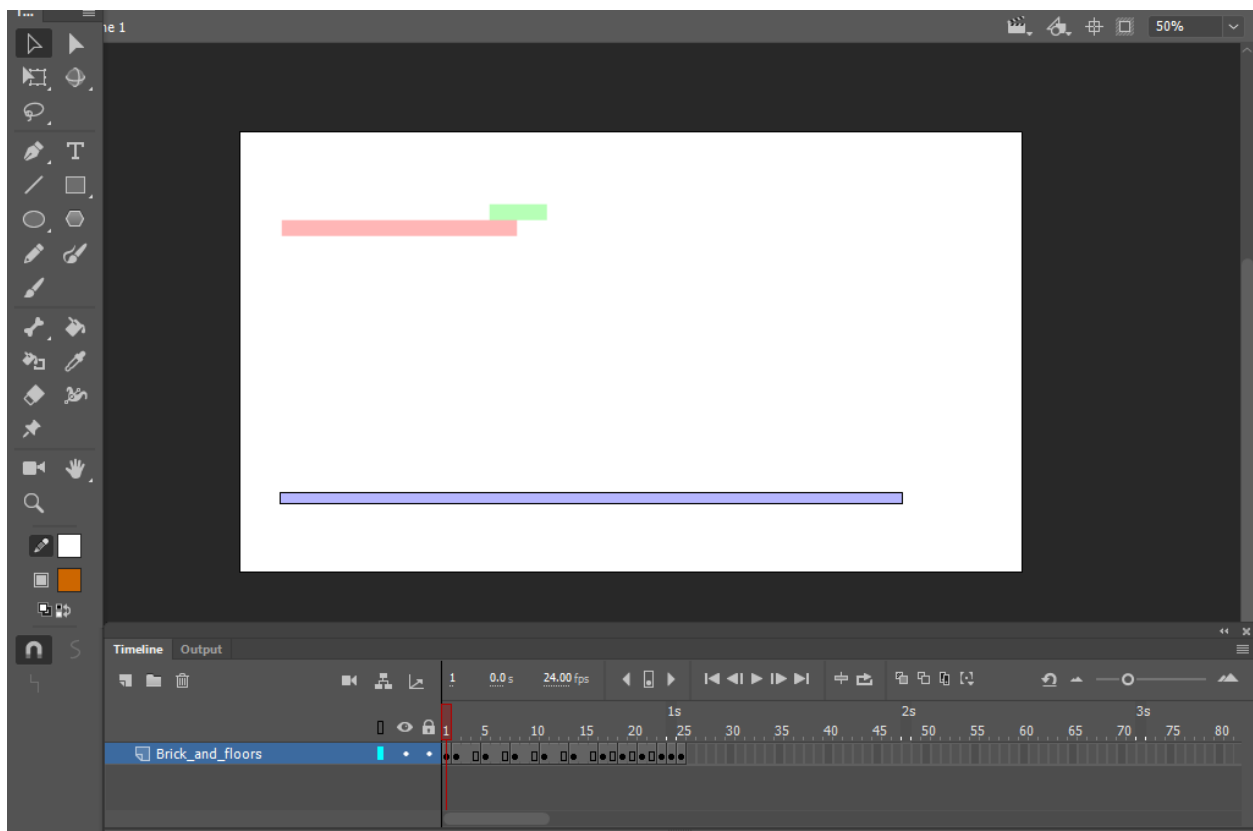 T...
ne 1
50%
T
Timeline Output
1 0.0 s 24.00 fps
1s 2s 3s
1 5 10 15 20 25 30 35 40 45 50 55 60 65 70 75 80
Brick_and_floors